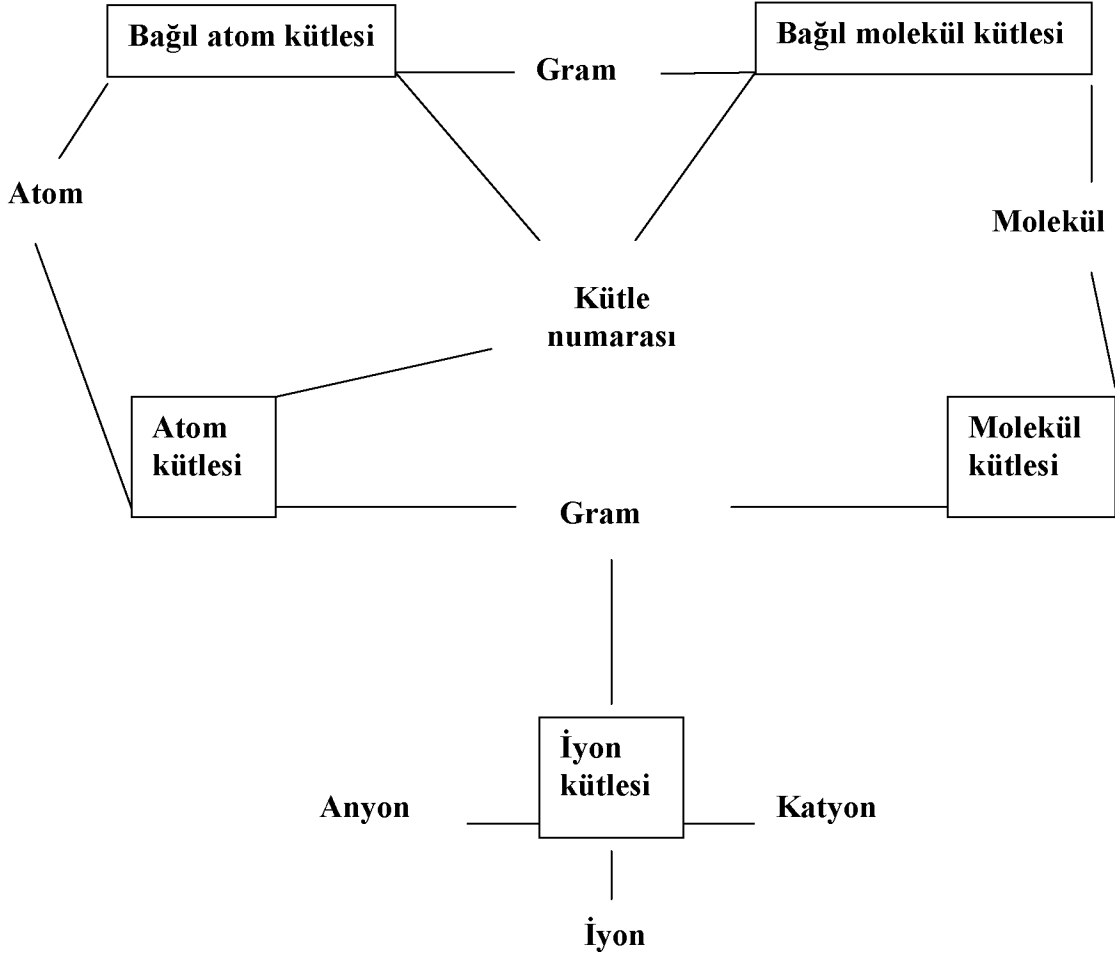 Bağıl atom kütlesi
Bağıl molekül kütlesi
Gram
Atom
Molekül
Kütle
numarası
Atom
kütlesi
Molekül
kütlesi
Gram
İyon
kütlesi
Anyon
Katyon
İyon